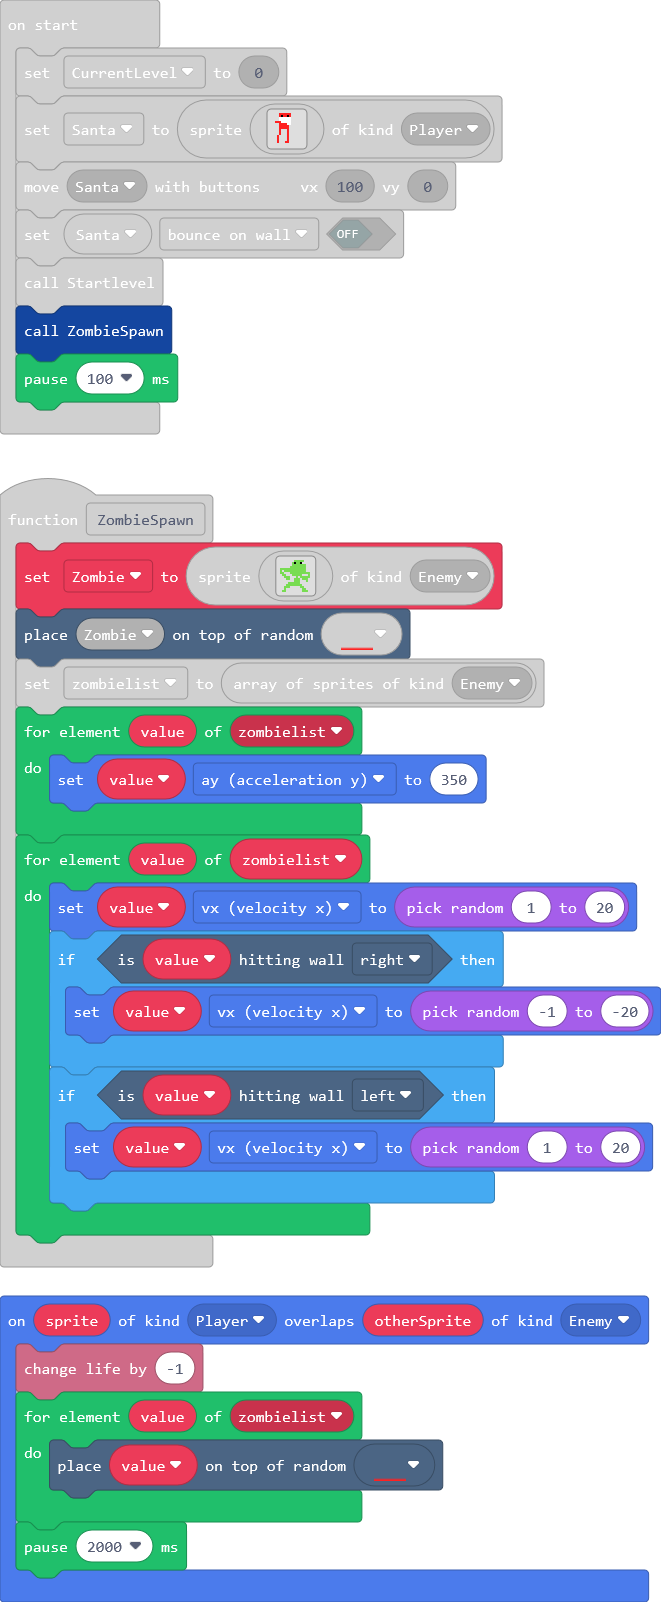 on start
set CurrentLevel to 0
set Santa to sprite of kind Player
move Santa with buttons vx 100 vy 0
set Santa bounce on wall OFF
call Startlevel
call ZombieSpawn
pause 100 ms
function ZombieSpawn
set Zombie to sprite of kind Enemy
place Zombie on top of random
set zombielist to array of sprites of kind Enemy
for element value of zombielist
do
set value ay (acceleration y) to 350
for element value of zombielist
do
set value vx (velocity x) to pick random 1 to 20
if is value hitting wall right then
set value vx (velocity x) to pick random -1 to -20
if is value hitting wall left then
set value vx (velocity x) to pick random 1 to 20
on sprite of kind Player overlaps otherSprite of kind Enemy
change life by -1
for element value of zombielist
do
place value on top of random
pause 2000 ms